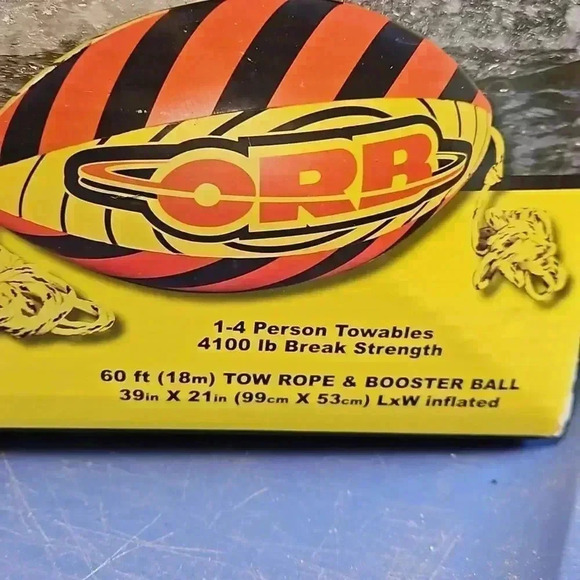 ORB
1-4 Person Towables
4100 lb Break Strength
60 ft (18m) TOW ROPE & BOOSTER BALL
39in X 21in (99cm X 53cm) LxW inflated